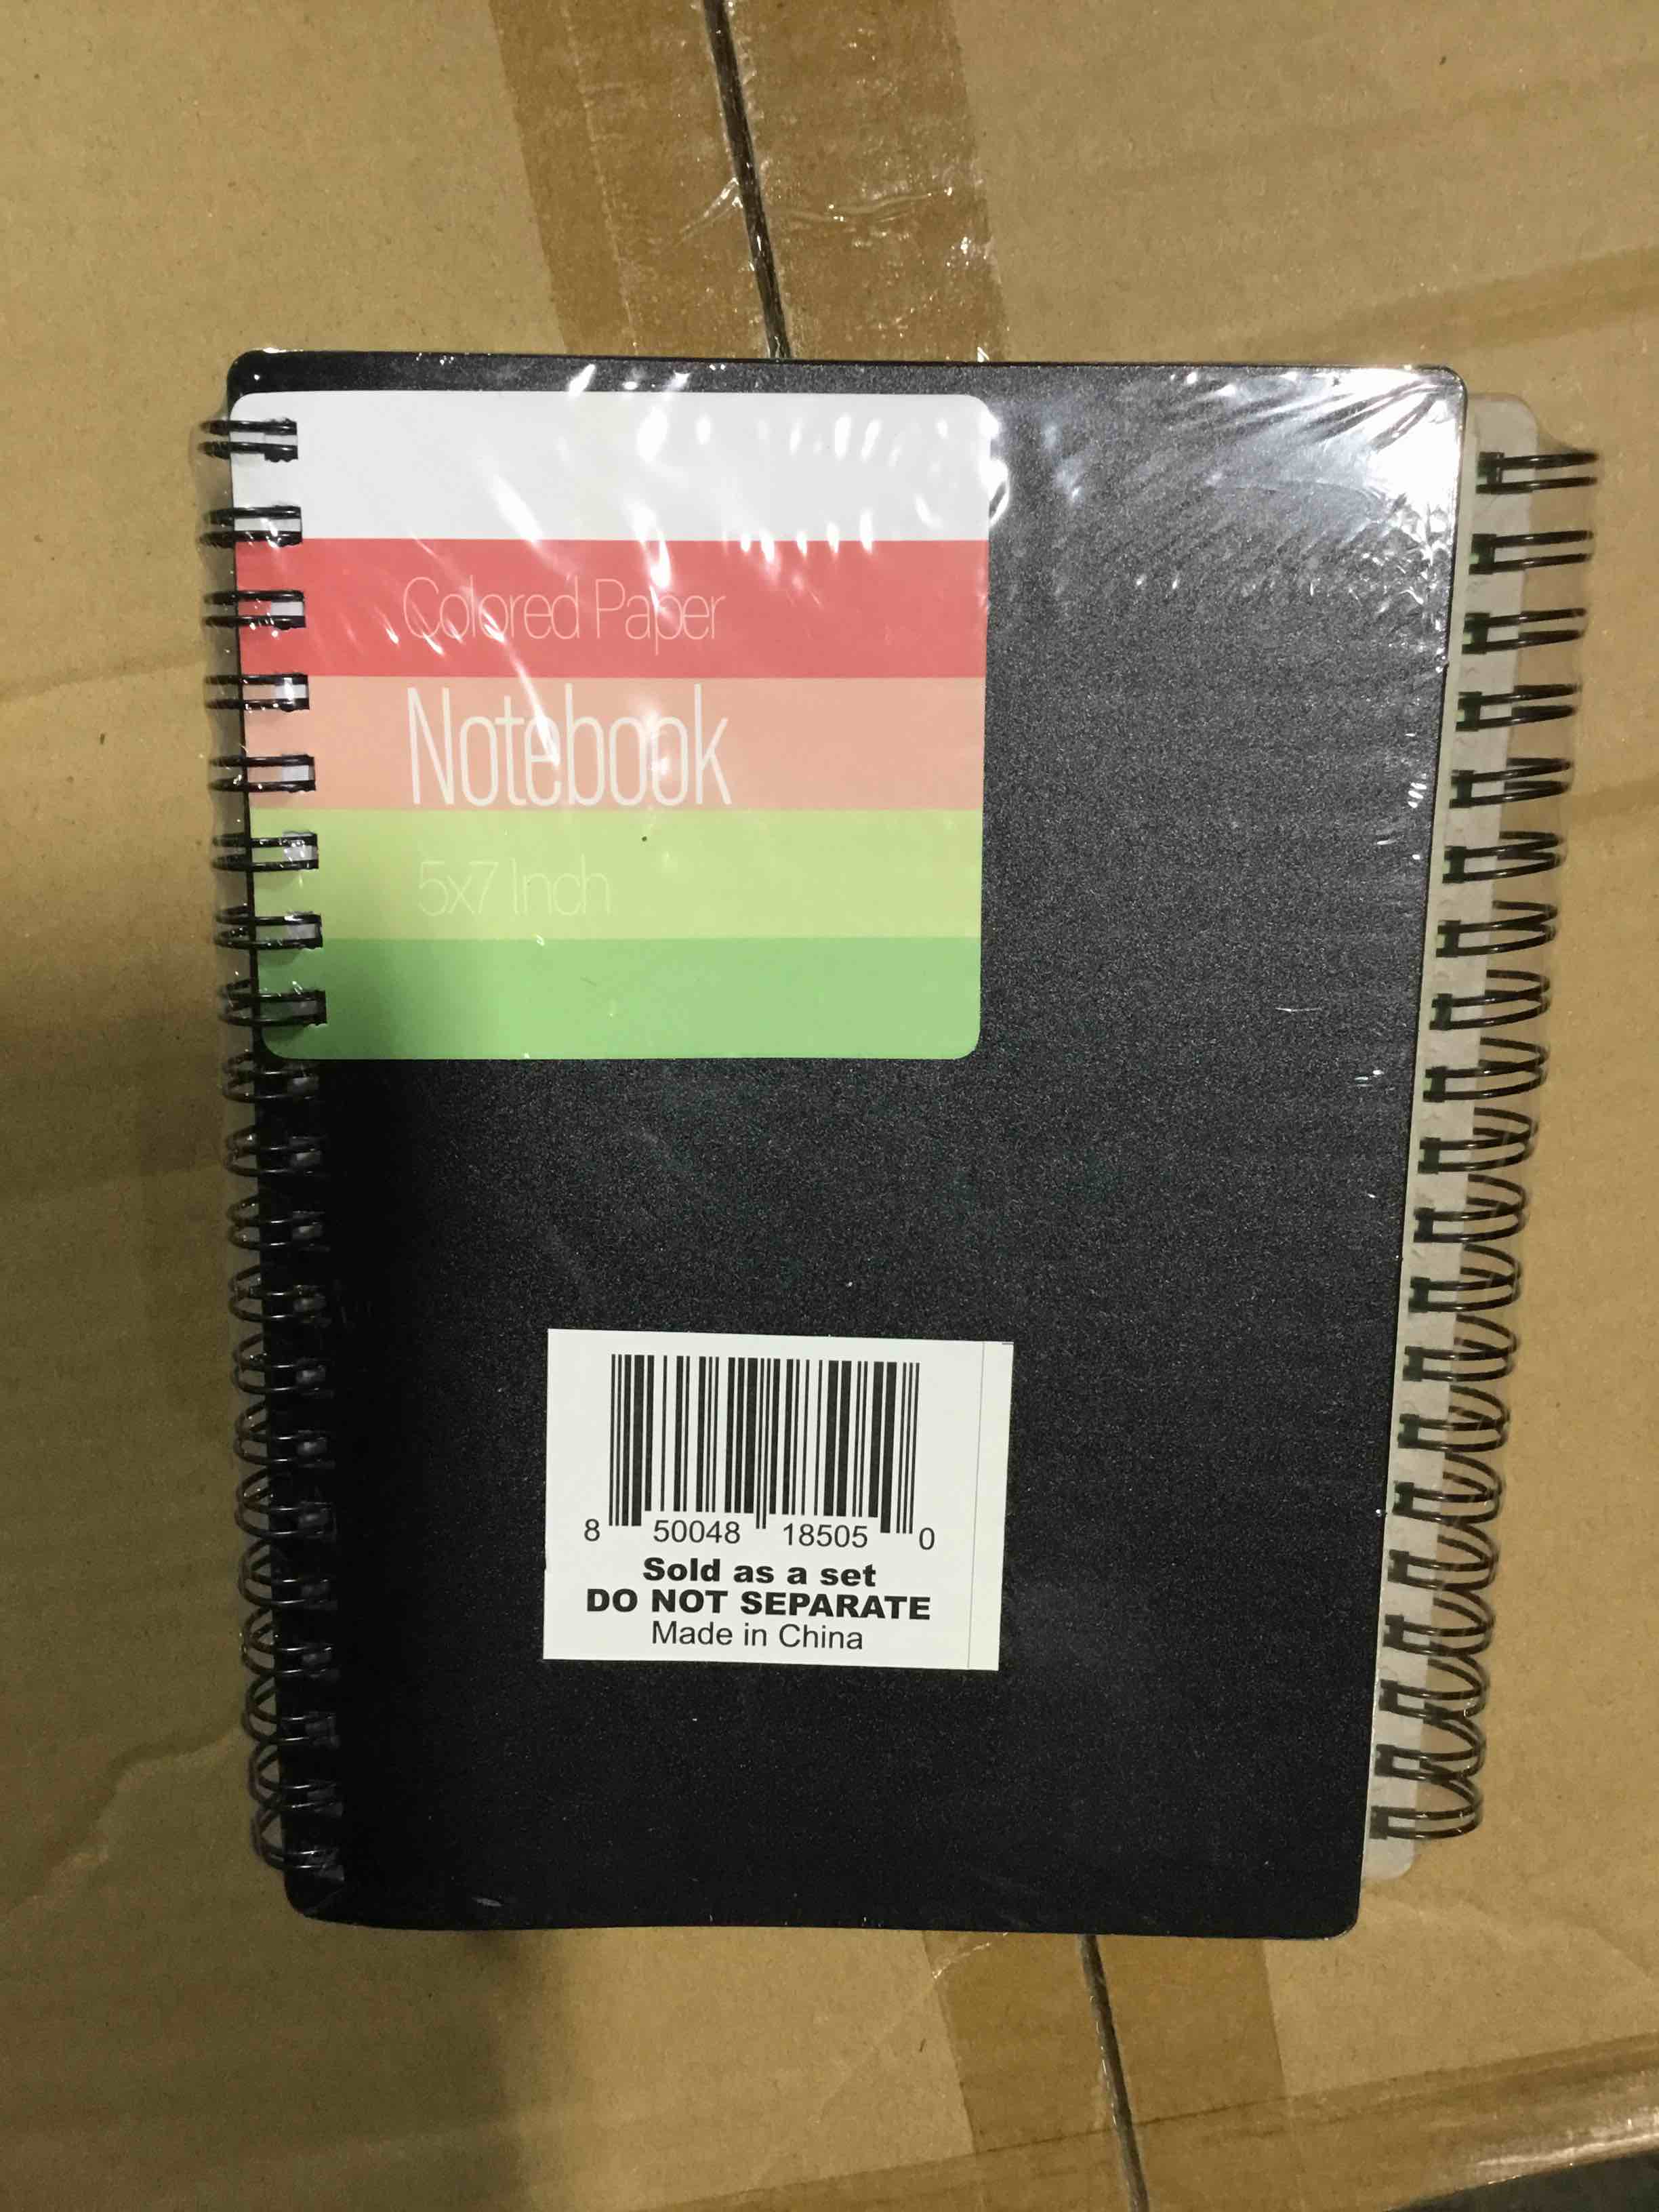 Colored Paper
Notebook
5x7 Inch
8 50048 18505 0
Sold as a set
DO NOT SEPARATE
Made in China